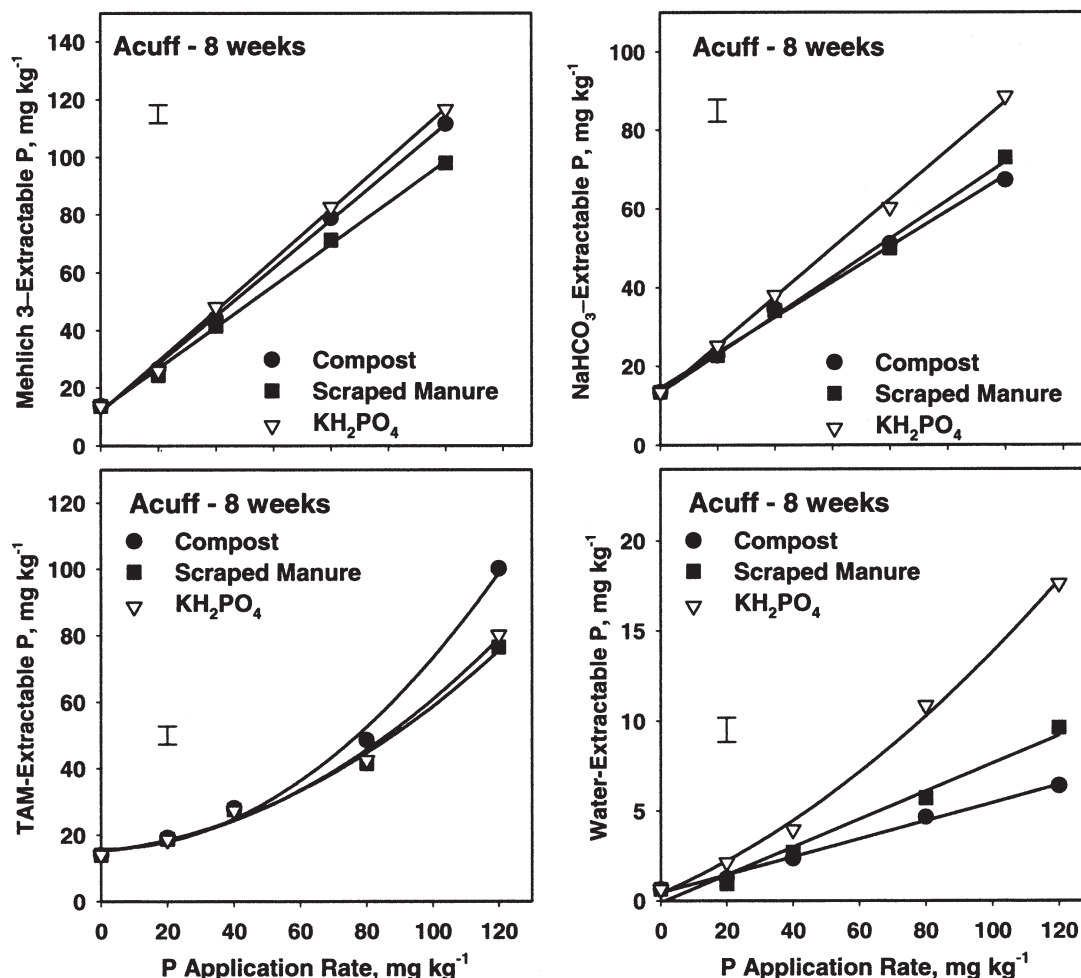 Acuff - 8 weeks
Mehlich 3–Extractable P, mg kg⁻¹
140
120
100
80
60
40
20
0
Compost
Scraped Manure
KH₂PO₄
Acuff - 8 weeks
NaHCO₃–Extractable P, mg kg⁻¹
100
80
60
40
20
0
Compost
Scraped Manure
KH₂PO₄
Acuff - 8 weeks
Compost
Scraped Manure
KH₂PO₄
TAM-Extractable P, mg kg⁻¹
120
100
80
60
40
20
0
0 20 40 60 80 100 120
P Application Rate, mg kg⁻¹
Acuff - 8 weeks
Compost
Scraped Manure
KH₂PO₄
Water-Extractable P, mg kg⁻¹
20
15
10
5
0
0 20 40 60 80 100 120
P Application Rate, mg kg⁻¹